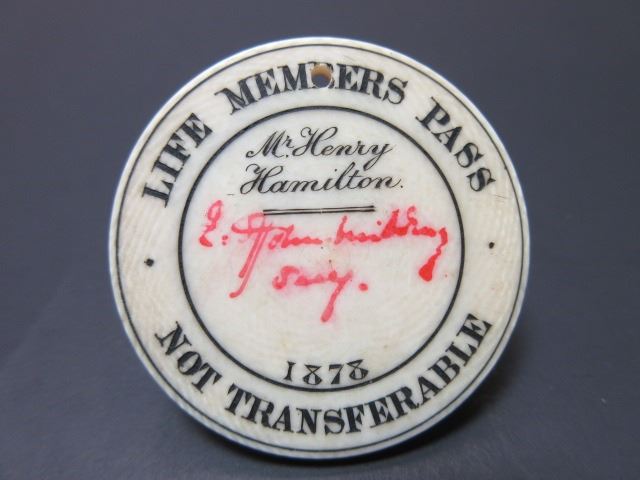 LIFE MEMBERS PASS
Mr. Henry
Hamilton.
Secy.
1878
NOT TRANSFERABLE